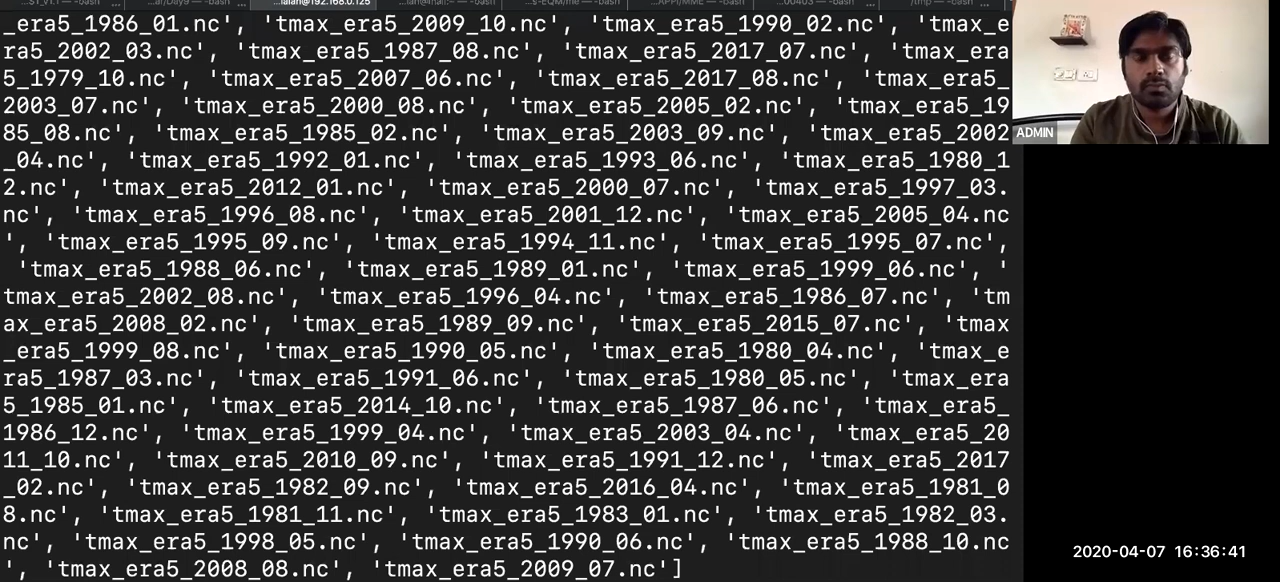 _era5_1986_01.nc', 'tmax_era5_2009_10.nc', 'tmax_era5_1990_02.nc', 'tmax_e
ra5_2002_03.nc', 'tmax_era5_1987_08.nc', 'tmax_era5_2017_07.nc', 'tmax_era
5_1979_10.nc', 'tmax_era5_2007_06.nc', 'tmax_era5_2017_08.nc', 'tmax_era5_
2003_07.nc', 'tmax_era5_2000_08.nc', 'tmax_era5_2005_02.nc', 'tmax_era5_19
85_08.nc', 'tmax_era5_1985_02.nc', 'tmax_era5_2003_09.nc', 'tmax_era5_2002
_04.nc', 'tmax_era5_1992_01.nc', 'tmax_era5_1993_06.nc', 'tmax_era5_1980_1
2.nc', 'tmax_era5_2012_01.nc', 'tmax_era5_2000_07.nc', 'tmax_era5_1997_03.
nc', 'tmax_era5_1996_08.nc', 'tmax_era5_2001_12.nc', 'tmax_era5_2005_04.nc
', 'tmax_era5_1995_09.nc', 'tmax_era5_1994_11.nc', 'tmax_era5_1995_07.nc',
 'tmax_era5_1988_06.nc', 'tmax_era5_1989_01.nc', 'tmax_era5_1999_06.nc', '
tmax_era5_2002_08.nc', 'tmax_era5_1996_04.nc', 'tmax_era5_1986_07.nc', 'tm
ax_era5_2008_02.nc', 'tmax_era5_1989_09.nc', 'tmax_era5_2015_07.nc', 'tmax
_era5_1999_08.nc', 'tmax_era5_1990_05.nc', 'tmax_era5_1980_04.nc', 'tmax_e
ra5_1987_03.nc', 'tmax_era5_1991_06.nc', 'tmax_era5_1980_05.nc', 'tmax_era
5_1985_01.nc', 'tmax_era5_2014_10.nc', 'tmax_era5_1987_06.nc', 'tmax_era5_
1986_12.nc', 'tmax_era5_1999_04.nc', 'tmax_era5_2003_04.nc', 'tmax_era5_20
11_10.nc', 'tmax_era5_2010_09.nc', 'tmax_era5_1991_12.nc', 'tmax_era5_2017
_02.nc', 'tmax_era5_1982_09.nc', 'tmax_era5_2016_04.nc', 'tmax_era5_1981_0
8.nc', 'tmax_era5_1981_11.nc', 'tmax_era5_1983_01.nc', 'tmax_era5_1982_03.
nc', 'tmax_era5_1998_05.nc', 'tmax_era5_1990_06.nc', 'tmax_era5_1988_10.nc
', 'tmax_era5_2008_08.nc', 'tmax_era5_2009_07.nc']
ADMIN
2020-04-07 16:36:41